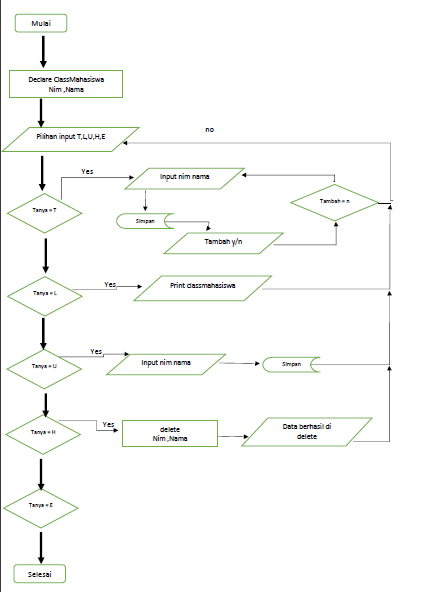 Mulai
Declare ClassMahasiswa
Nim ,Nama
Pilihan input T,L,U,H,E
no
Yes
Input nim nama
Tanya = T
Tambah = n
Simpan
Tambah y/n
Tanya = L
Yes
Print classmahasiswa
Tanya = U
Yes
Input nim nama
Simpan
Tanya = H
Yes
delete
Nim ,Nama
Data berhasil di
delete
Tanya = E
Selesai